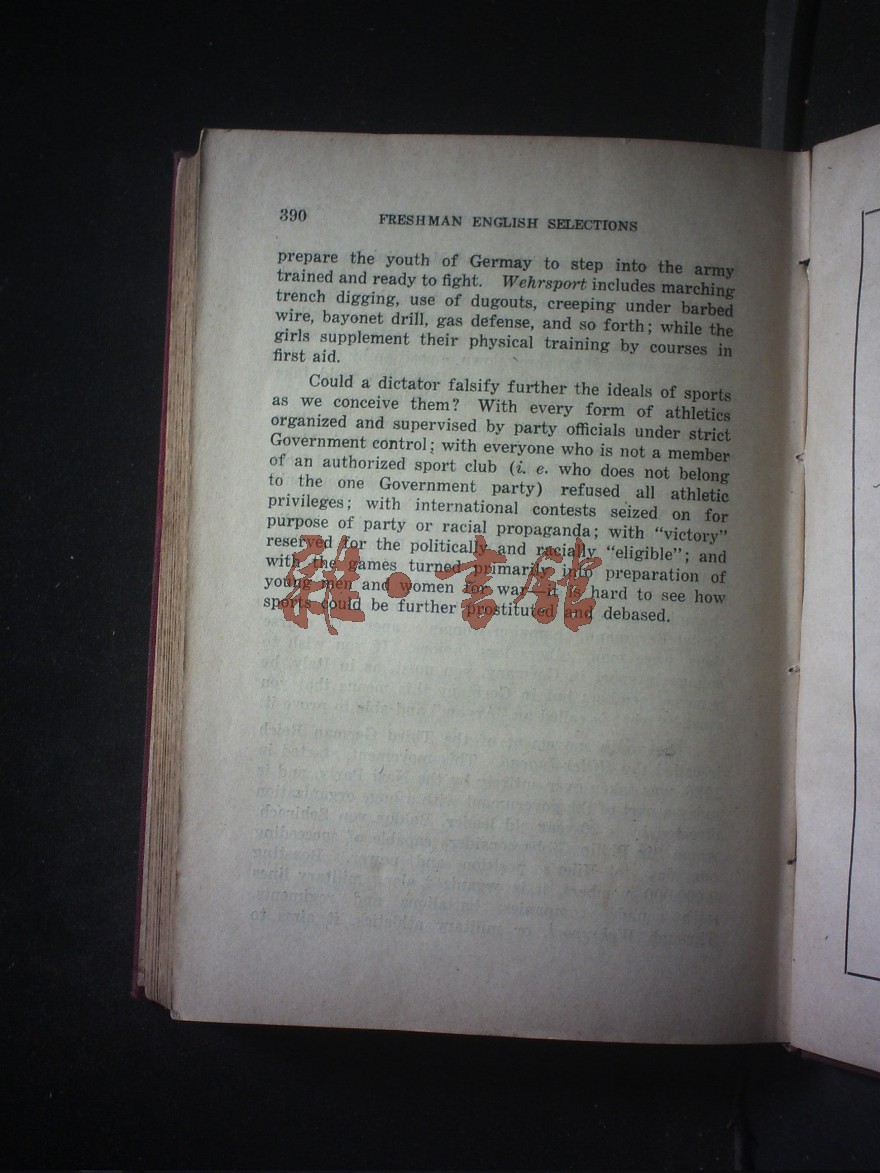 390 FRESHMAN ENGLISH SELECTIONS
prepare the youth of Germay to step into the army
trained and ready to fight. Wehrsport includes marching
trench digging, use of dugouts, creeping under barbed
wire, bayonet drill, gas defense, and so forth; while the
girls supplement their physical training by courses in
first aid.
Could a dictator falsify further the ideals of sports
as we conceive them? With every form of athletics
organized and supervised by party officials under strict
Government control; with everyone who is not a member
of an authorized sport club (i. e. who does not belong
to the one Government party) refused all athletic
privileges; with international contests seized on for
purpose of party or racial propaganda; with “victory”
reserved for the politically and racially “eligible”; and
with the games turned primarily into preparation of
young men and women for war—it is hard to see how
sports could be further prostituted and debased.